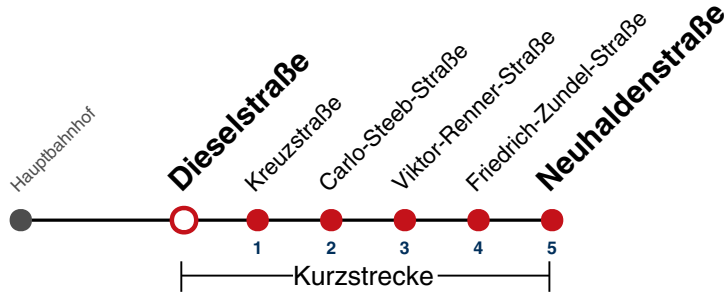 Hauptbahnhof
Dieselstraße
Kreuzstraße
Carlo-Steeb-Straße
Viktor-Renner-Straße
Friedrich-Zundel-Straße
Neuhaldenstraße
1 2 3 4 5
Kurzstrecke